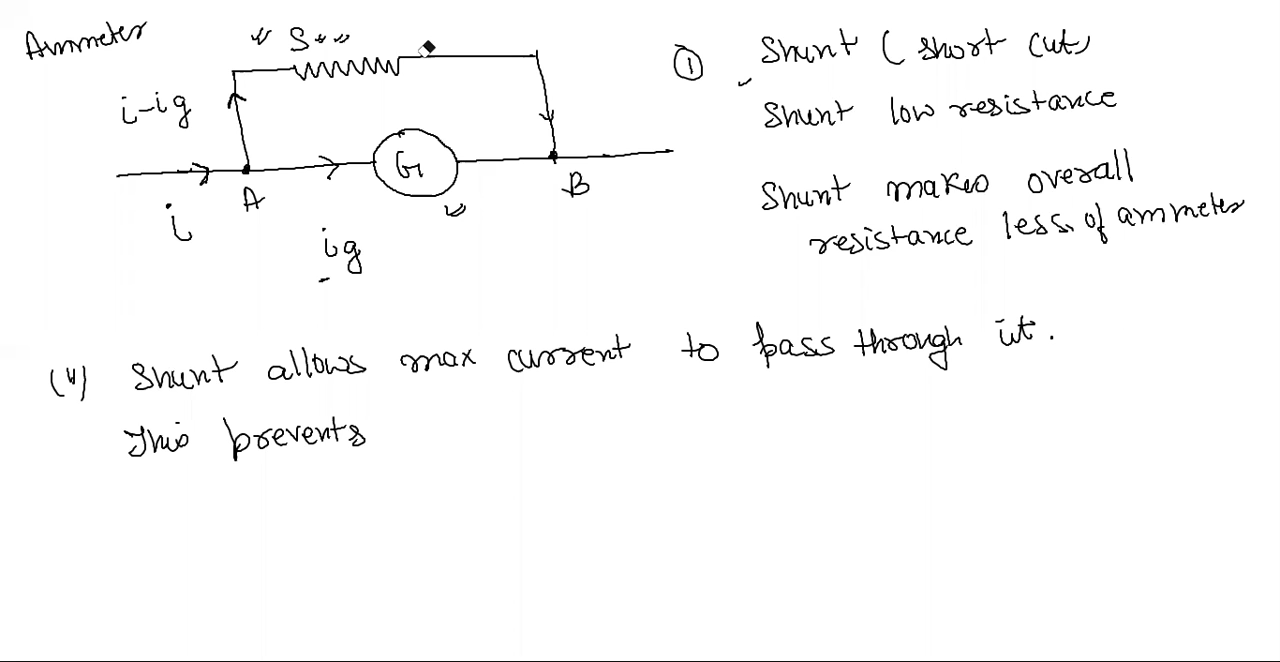 Ammeter
S
i-ig
i
A
G
B
ig
① Shunt ( short cut)
Shunt low resistance
Shunt makes overall
resistance less of ammeter
(4) Shunt allows max current to pass through it.
This prevents